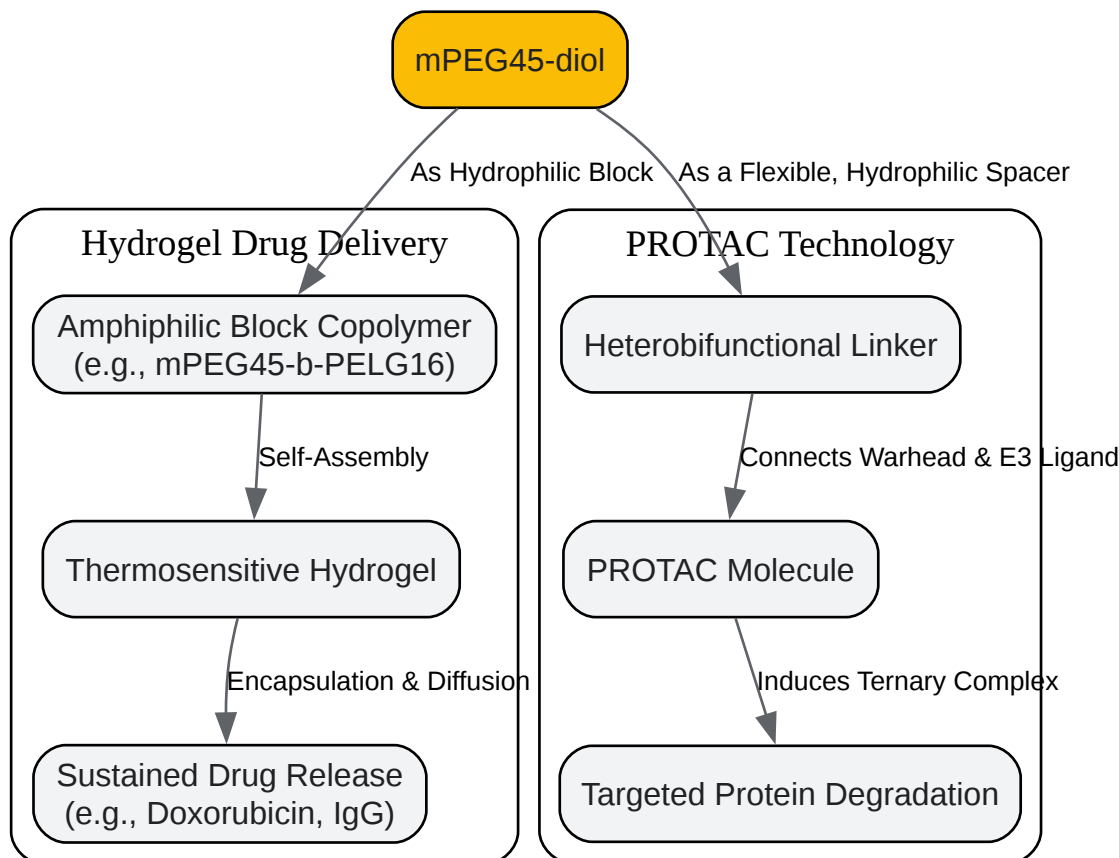 mPEG45-diol
As Hydrophilic Block
As a Flexible, Hydrophilic Spacer
Hydrogel Drug Delivery
PROTAC Technology
Amphiphilic Block Copolymer
(e.g., mPEG45-b-PELG16)
Heterobifunctional Linker
Self-Assembly
Connects Warhead & E3 Ligand
Thermosensitive Hydrogel
PROTAC Molecule
Encapsulation & Diffusion
Induces Ternary Complex
Sustained Drug Release
(e.g., Doxorubicin, IgG)
Targeted Protein Degradation